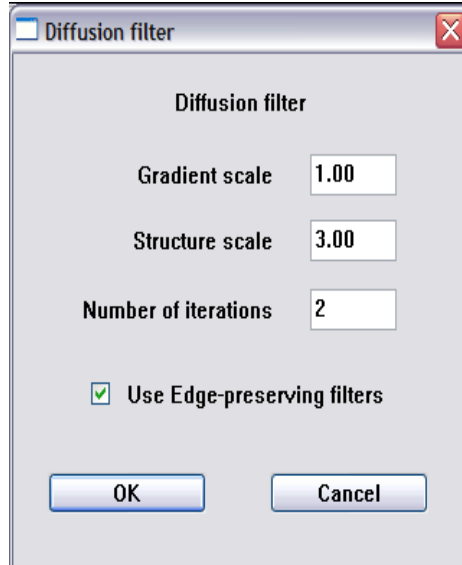 Diffusion filter
Diffusion filter
Gradient scale 1.00
Structure scale 3.00
Number of iterations 2
Use Edge-preserving filters
OK Cancel